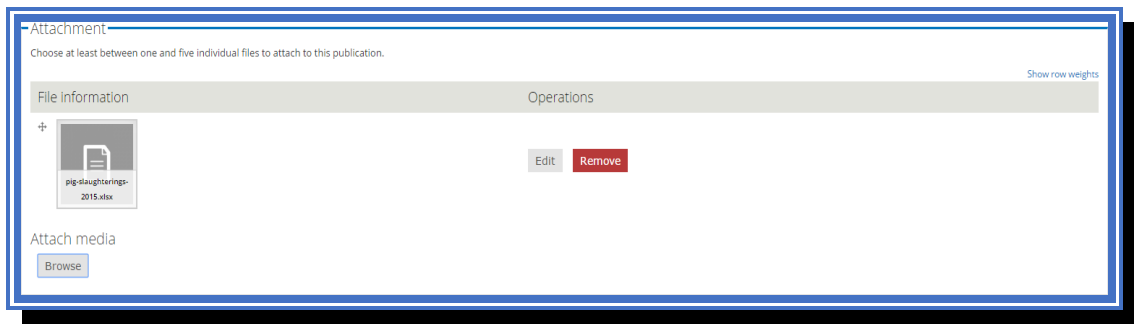 Attachment
Choose at least between one and five individual files to attach to this publication.
Show row weights
File information Operations
pig-slaughterings-
2015.xlsx
Edit Remove
Attach media
Browse